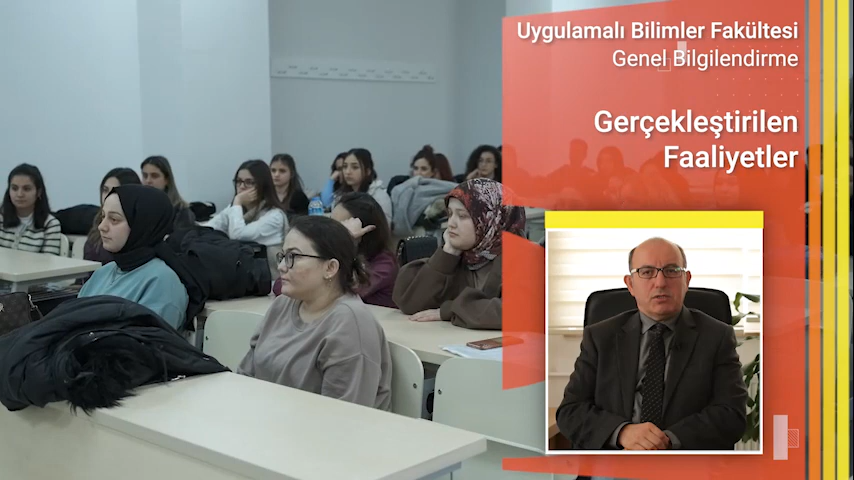 Uygulamalı Bilimler Fakültesi
Genel Bilgilendirme
Gerçekleştirilen
Faaliyetler